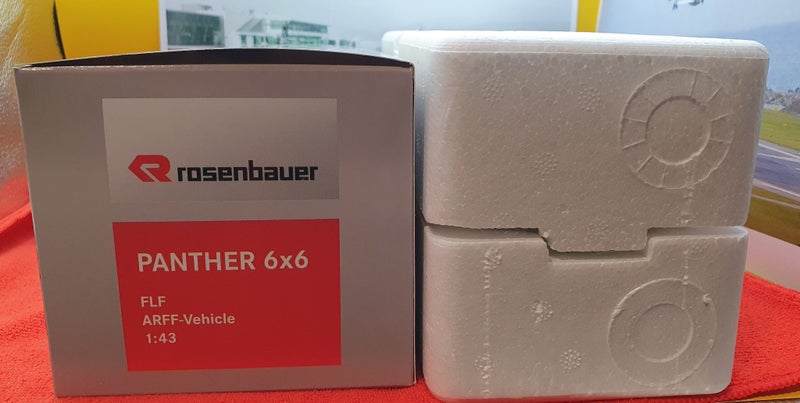 rosenbauer
PANTHER 6x6
FLF
ARFF-Vehicle
1:43